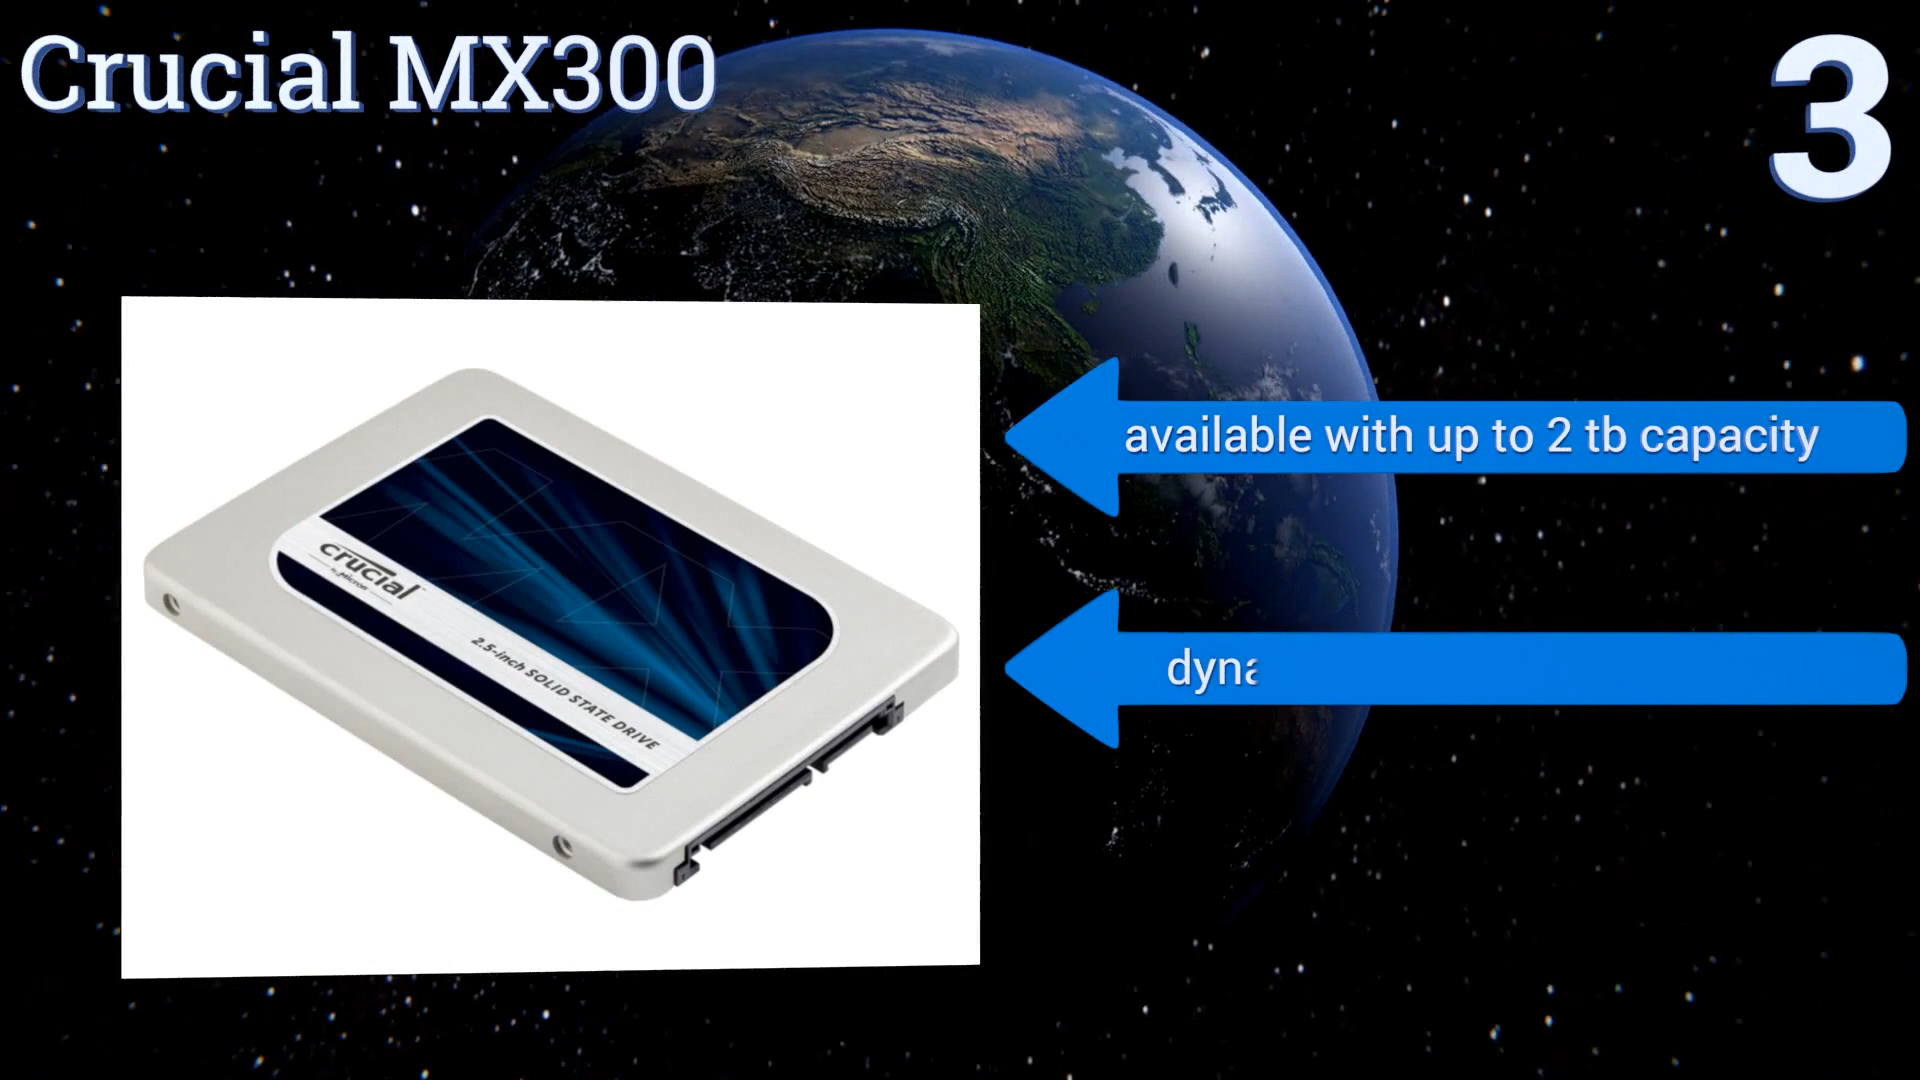 Crucial MX300
3
available with up to 2 tb capacity
crucial
by Micron
2.5-inch SOLID STATE DRIVE